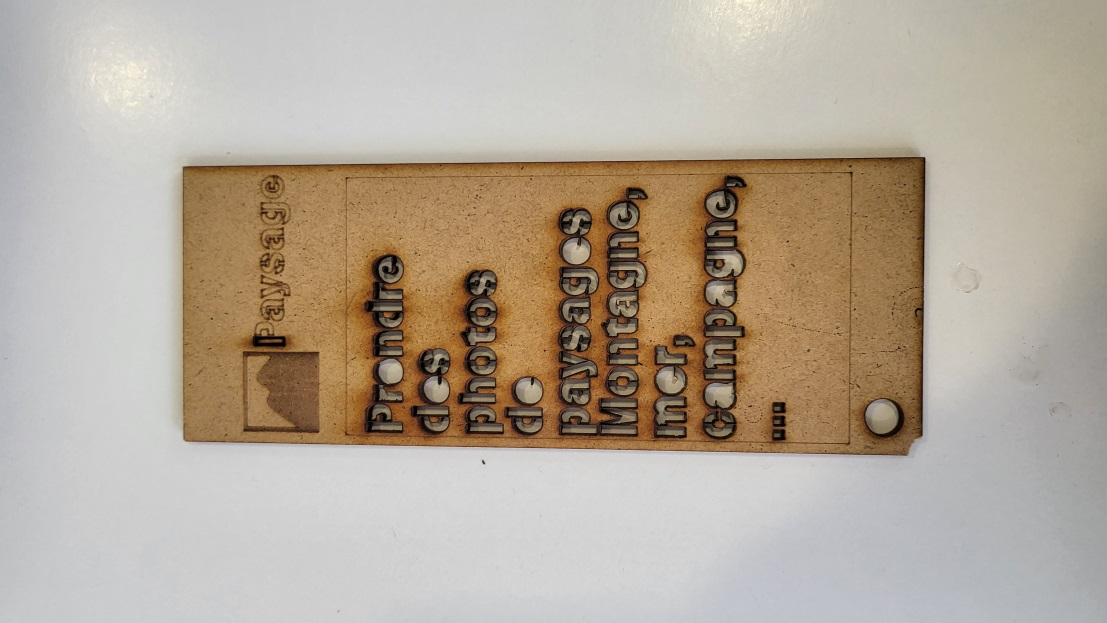 Paysage
Prendre
des
photos
de
paysages
Montagne,
mer,
campagne,
...